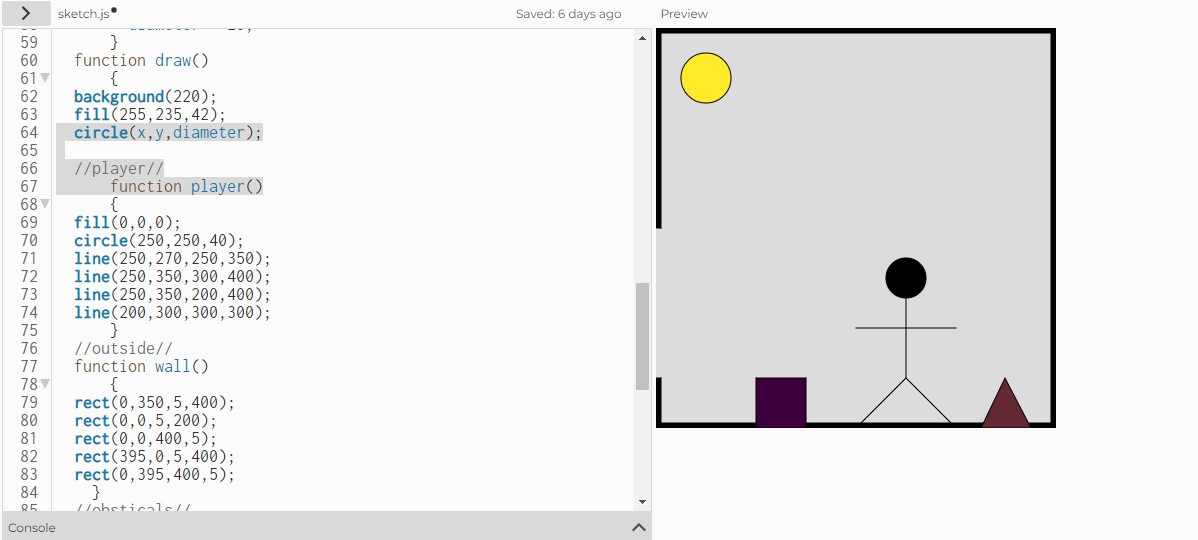 sketch.js
Saved: 6 days ago
Preview
59 }
60 function draw()
61 {
62 background(220);
63 fill(255,235,42);
64 circle(x,y,diameter);
65
66 //player//
67 function player()
68 {
69 fill(0,0,0);
70 circle(250,250,40);
71 line(250,270,250,350);
72 line(250,350,300,400);
73 line(250,350,200,400);
74 line(200,300,300,300);
75 }
76 //outside//
77 function wall()
78 {
79 rect(0,350,5,400);
80 rect(0,0,5,200);
81 rect(0,0,400,5);
82 rect(395,0,5,400);
83 rect(0,395,400,5);
84 }
85 //obsticals//
Console